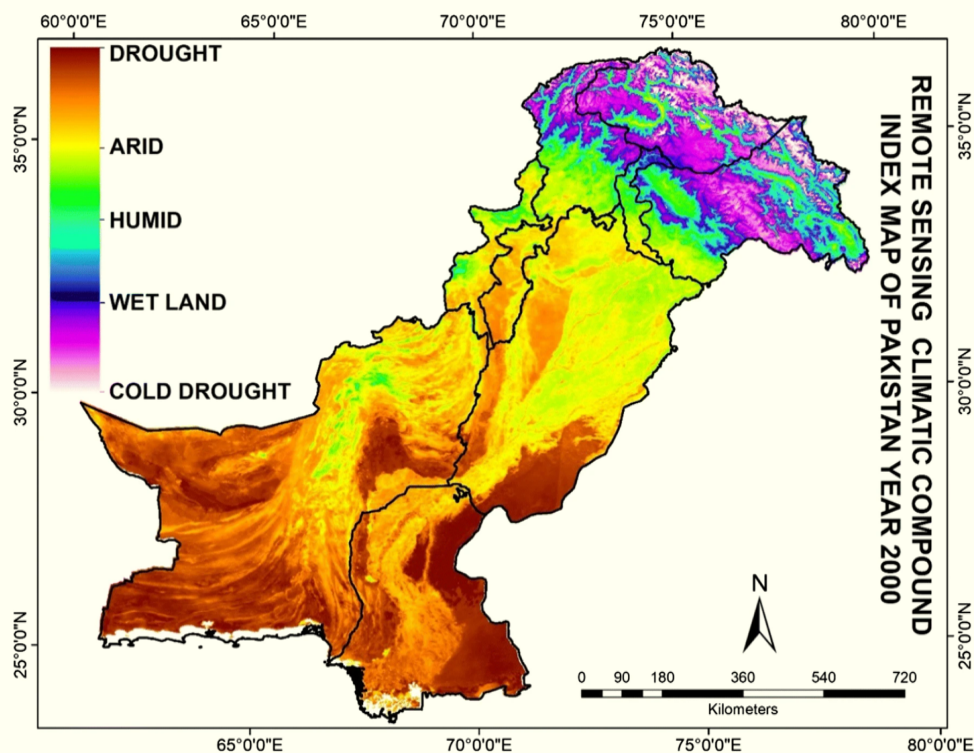 60°0'0"E 65°0'0"E 70°0'0"E 75°0'0"E 80°0'0"E
DROUGHT
ARID
HUMID
WET LAND
COLD DROUGHT
REMOTE SENSING CLIMATIC COMPOUND
INDEX MAP OF PAKISTAN YEAR 2000
35°0'0"N
30°0'0"N
25°0'0"N
35°0'0"N
30°0'0"N
25°0'0"N
N
0 90 180 360 540 720
Kilometers
65°0'0"E 70°0'0"E 75°0'0"E 80°0'0"E